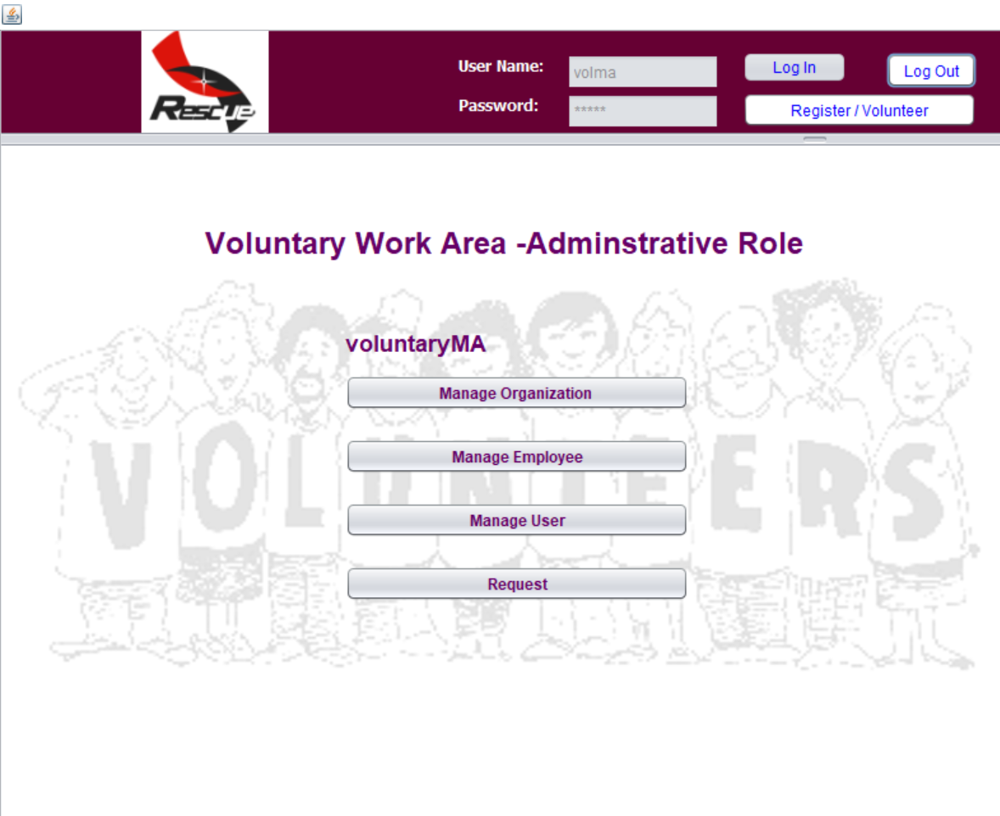 User Name:
volma
Log In
Log Out
Rescue
Password:
*****
Register / Volunteer
Voluntary Work Area -Adminstrative Role
voluntaryMA
Manage Organization
Manage Employee
VOLUNTEERS
Manage User
Request